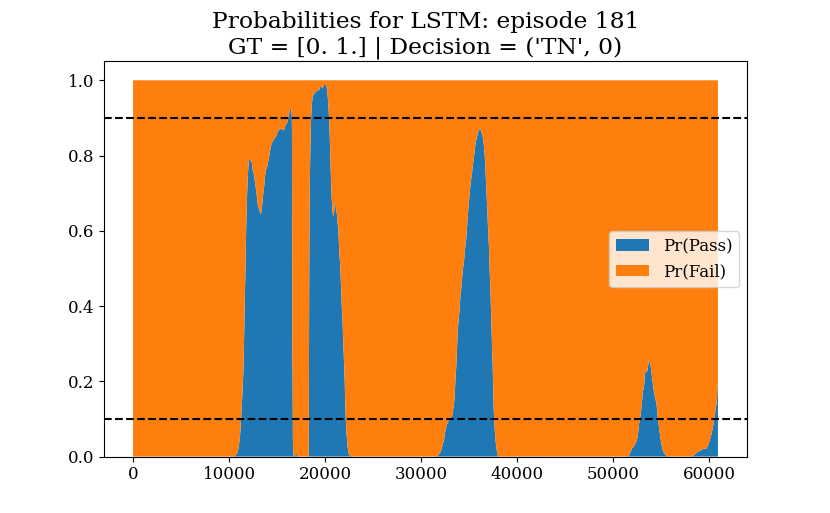 Probabilities for LSTM: episode 181
GT = [0. 1.] | Decision = ('TN', 0)
1.0
0.8
0.6
0.4
0.2
0.0
Pr(Pass)
Pr(Fail)
0 10000 20000 30000 40000 50000 60000